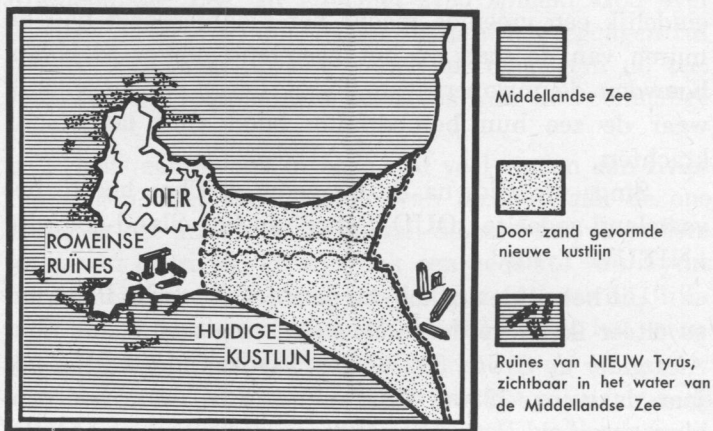 SOER
ROMEINSE
RUÏNES
HUIDIGE
KUSTLIJN
Middellandse Zee
Door zand gevormde
nieuwe kustlijn
Ruïnes van NIEUW Tyrus,
zichtbaar in het water van
de Middellandse Zee